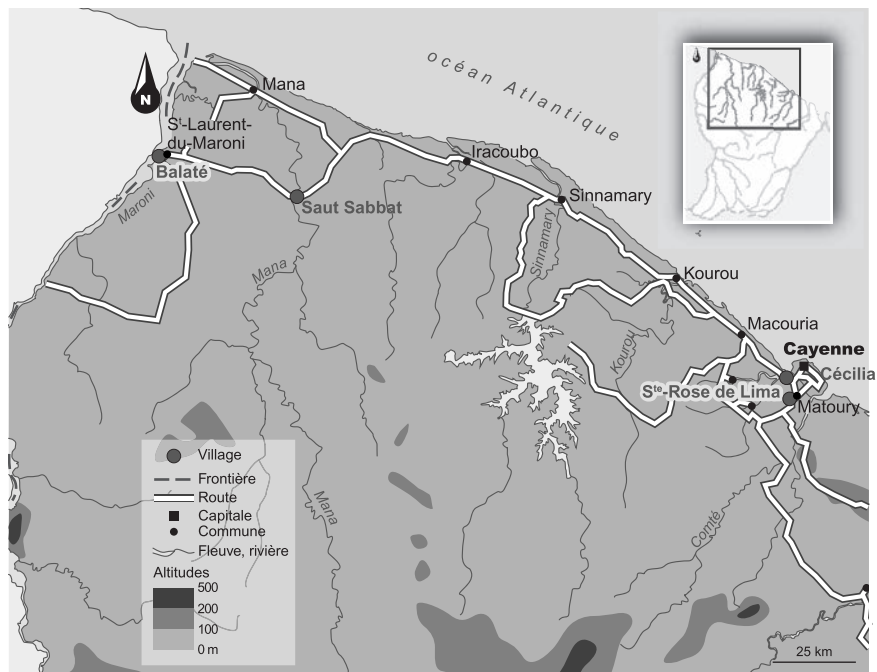 océan Atlantique
N
Mana
St-Laurent-
du-Maroni
Balaté
Maroni
Saut Sabbat
Iracoubo
Sinnamary
Sinnamary
Mana
Kourou
Kourou
Macouria
Cayenne
Cécilia
Ste-Rose de Lima
Matoury
Mana
Comté
Village
Frontière
Route
Capitale
Commune
Fleuve, rivière
Altitudes
500
200
100
0 m
25 km